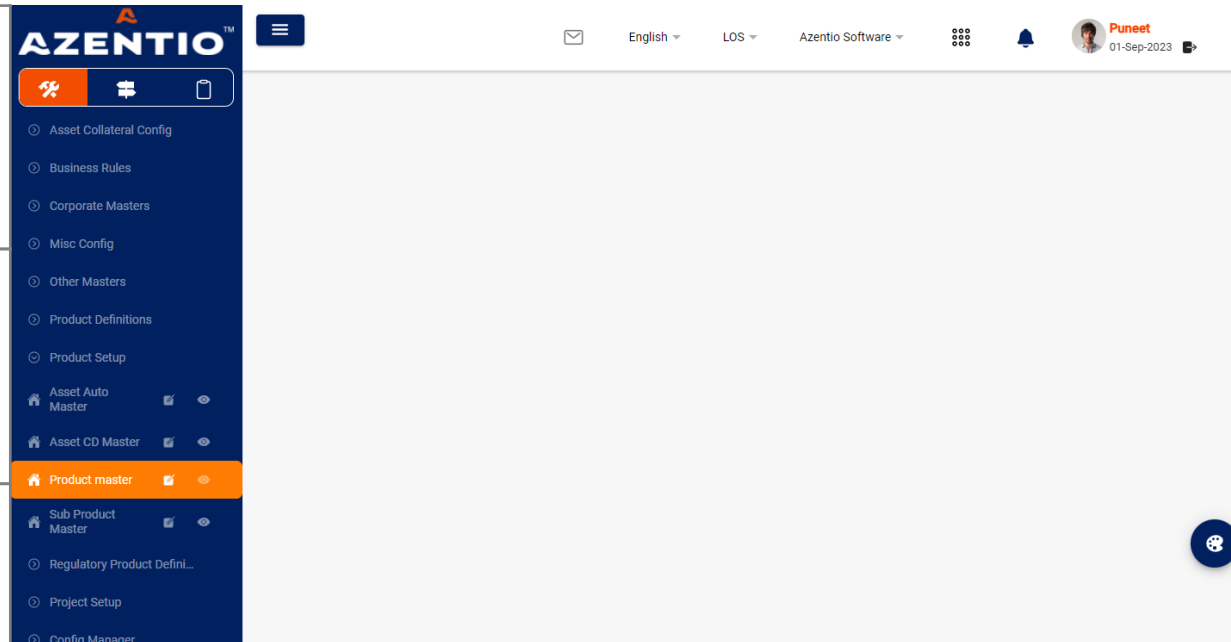 AZENTIO™
English
LOS
Azentio Software
Puneet
01-Sep-2023
Asset Collateral Config
Business Rules
Corporate Masters
Misc Config
Other Masters
Product Definitions
Product Setup
Asset Auto
Master
Asset CD Master
Product master
Sub Product
Master
Regulatory Product Defini...
Project Setup
Config Manager